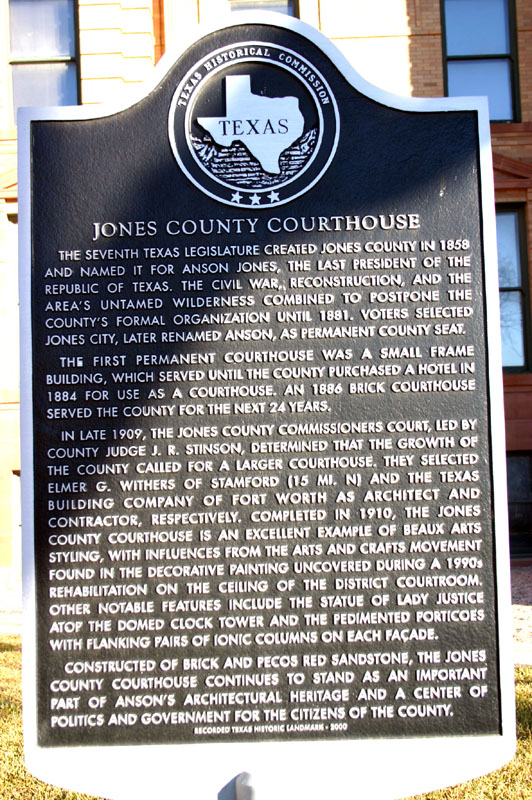 TEXAS HISTORICAL COMMISSION
TEXAS
JONES COUNTY COURTHOUSE
THE SEVENTH TEXAS LEGISLATURE CREATED JONES COUNTY IN 1858
AND NAMED IT FOR ANSON JONES, THE LAST PRESIDENT OF THE
REPUBLIC OF TEXAS. THE CIVIL WAR, RECONSTRUCTION, AND THE
AREA'S UNTAMED WILDERNESS COMBINED TO POSTPONE THE
COUNTY'S FORMAL ORGANIZATION UNTIL 1881. VOTERS SELECTED
JONES CITY, LATER RENAMED ANSON, AS PERMANENT COUNTY SEAT.
THE FIRST PERMANENT COURTHOUSE WAS A SMALL FRAME
BUILDING, WHICH SERVED UNTIL THE COUNTY PURCHASED A HOTEL IN
1884 FOR USE AS A COURTHOUSE. AN 1886 BRICK COURTHOUSE
SERVED THE COUNTY FOR THE NEXT 24 YEARS.
IN LATE 1909, THE JONES COUNTY COMMISSIONERS COURT, LED BY
COUNTY JUDGE J. R. STINSON, DETERMINED THAT THE GROWTH OF
THE COUNTY CALLED FOR A LARGER COURTHOUSE. THEY SELECTED
ELMER G. WITHERS OF STAMFORD (15 MI. N) AND THE TEXAS
BUILDING COMPANY OF FORT WORTH AS ARCHITECT AND
CONTRACTOR, RESPECTIVELY. COMPLETED IN 1910, THE JONES
COUNTY COURTHOUSE IS AN EXCELLENT EXAMPLE OF BEAUX ARTS
STYLING, WITH INFLUENCES FROM THE ARTS AND CRAFTS MOVEMENT
FOUND IN THE DECORATIVE PAINTING UNCOVERED DURING A 1990s
REHABILITATION ON THE CEILING OF THE DISTRICT COURTROOM.
OTHER NOTABLE FEATURES INCLUDE THE STATUE OF LADY JUSTICE
ATOP THE DOMED CLOCK TOWER AND THE PEDIMENTED PORTICOES
WITH FLANKING PAIRS OF IONIC COLUMNS ON EACH FAÇADE.
CONSTRUCTED OF BRICK AND PECOS RED SANDSTONE, THE JONES
COUNTY COURTHOUSE CONTINUES TO STAND AS AN IMPORTANT
PART OF ANSON'S ARCHITECTURAL HERITAGE AND A CENTER OF
POLITICS AND GOVERNMENT FOR THE CITIZENS OF THE COUNTY.
RECORDED TEXAS HISTORIC LANDMARK - 2000